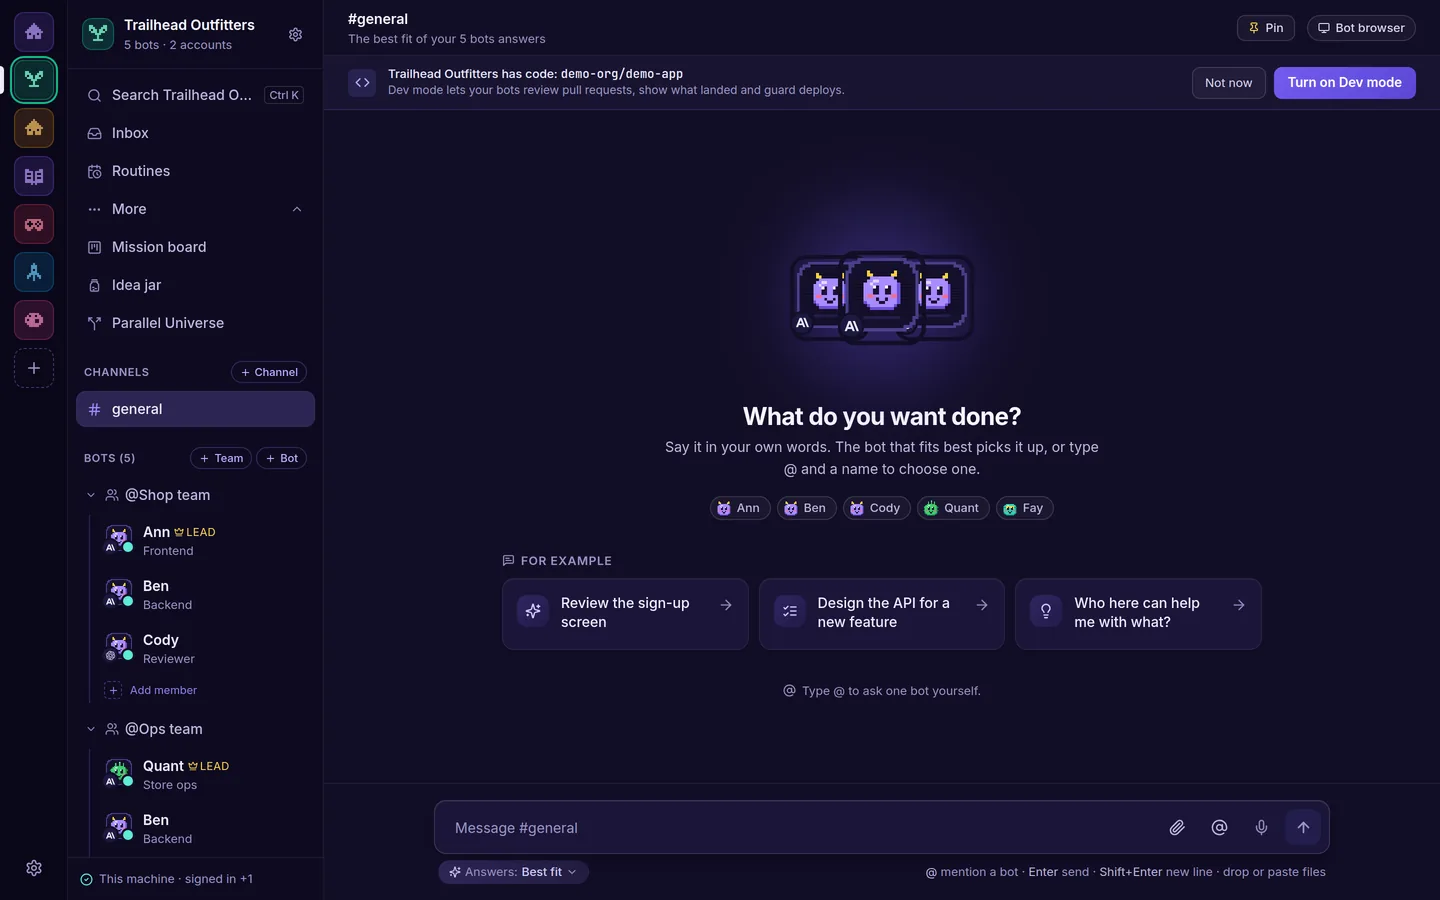 Trailhead Outfitters
5 bots · 2 accounts
Search Trailhead O... Ctrl K
Inbox
Routines
More
Mission board
Idea jar
Parallel Universe
CHANNELS + Channel
# general
BOTS (5) + Team + Bot
@Shop team
Ann LEAD
Frontend
Ben
Backend
Cody
Reviewer
+ Add member
@Ops team
Quant LEAD
Store ops
Ben
Backend
This machine · signed in +1
#general
The best fit of your 5 bots answers
Pin Bot browser
Trailhead Outfitters has code: demo-org/demo-app
Dev mode lets your bots review pull requests, show what landed and guard deploys.
Not now Turn on Dev mode
What do you want done?
Say it in your own words. The bot that fits best picks it up, or type
@ and a name to choose one.
Ann Ben Cody Quant Fay
FOR EXAMPLE
Review the sign-up
screen
Design the API for a
new feature
Who here can help
me with what?
@ Type @ to ask one bot yourself.
Message #general
Answers: Best fit
@ mention a bot · Enter send · Shift+Enter new line · drop or paste files